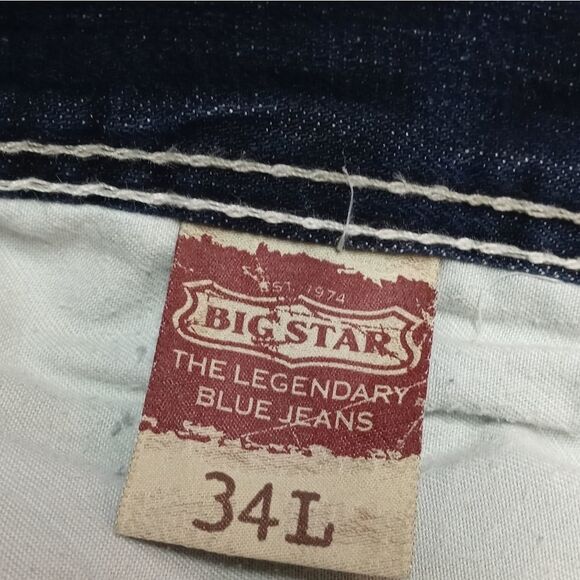 EST. 1974
BIG STAR
THE LEGENDARY
BLUE JEANS
34L